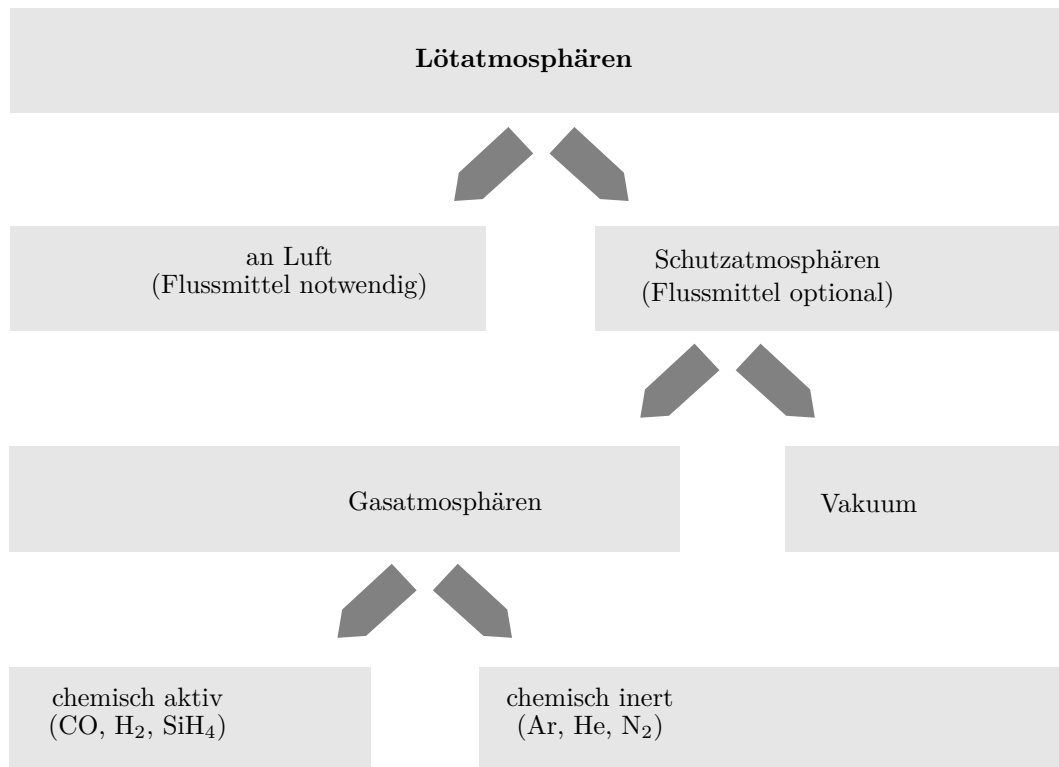 Lötatmosphären
an Luft
(Flussmittel notwendig)
Schutzatmosphären
(Flussmittel optional)
Gasatmosphären
Vakuum
chemisch aktiv
(CO, H₂, SiH₄)
chemisch inert
(Ar, He, N₂)